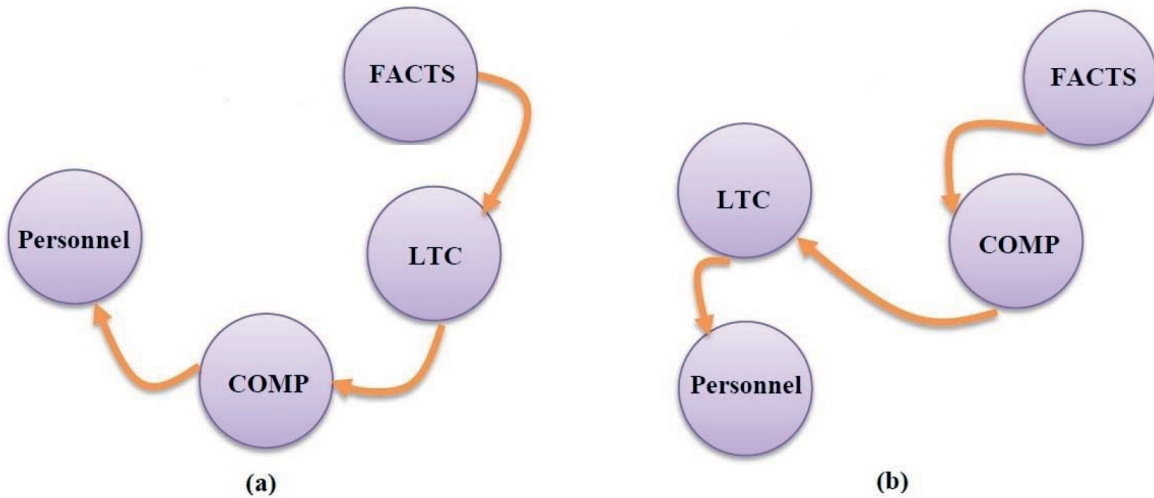 FACTS
LTC
Personnel
COMP
(a)
FACTS
LTC
COMP
Personnel
(b)